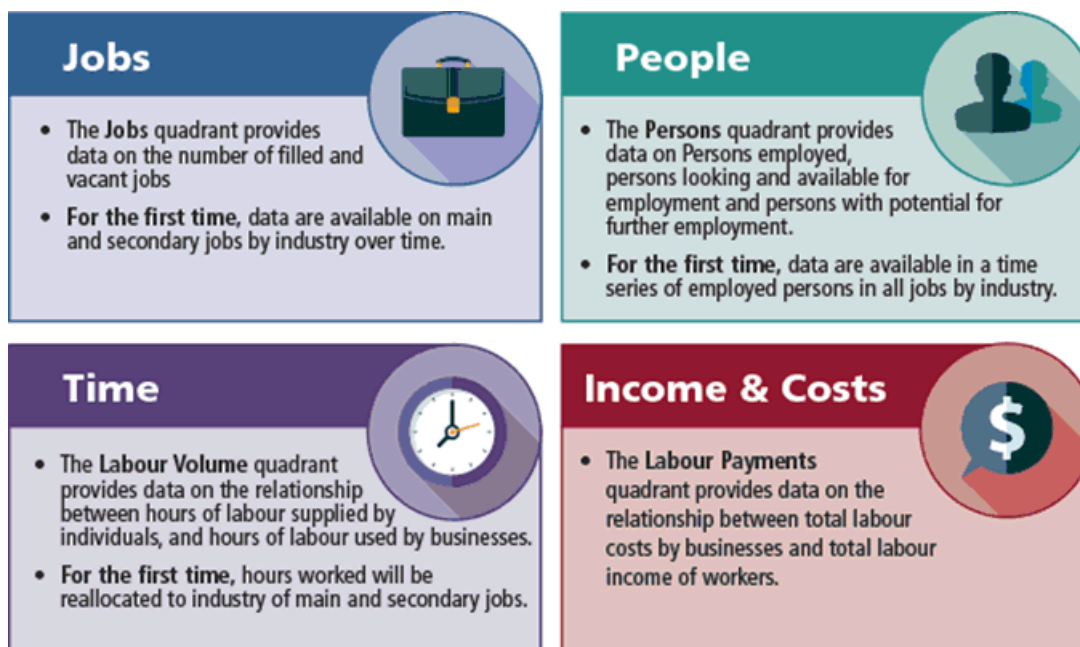 Jobs
• The Jobs quadrant provides
data on the number of filled and
vacant jobs
• For the first time, data are available on main
and secondary jobs by industry over time.
People
• The Persons quadrant provides
data on Persons employed,
persons looking and available for
employment and persons with potential for
further employment.
• For the first time, data are available in a time
series of employed persons in all jobs by industry.
Time
• The Labour Volume quadrant
provides data on the relationship
between hours of labour supplied by
individuals, and hours of labour used by businesses.
• For the first time, hours worked will be
reallocated to industry of main and secondary jobs.
Income & Costs
$
• The Labour Payments
quadrant provides data on the
relationship between total labour
costs by businesses and total labour
income of workers.